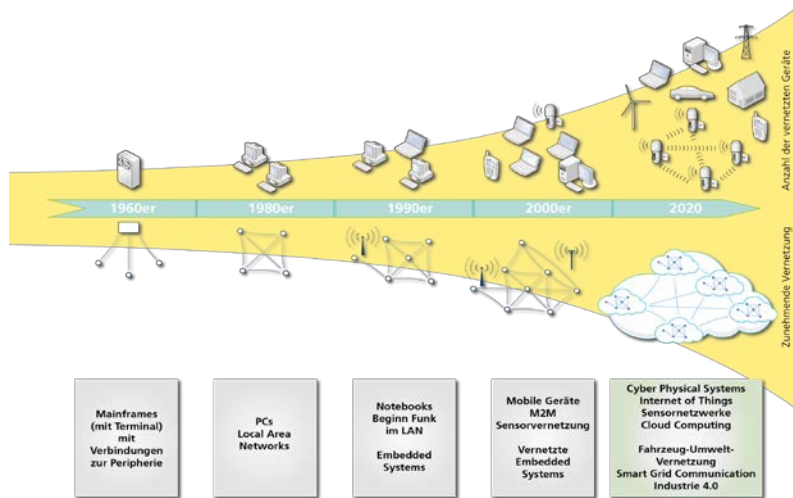 Anzahl der vernetzten Geräte
1960er
1980er
1990er
2000er
2020
Zunehmende Vernetzung
Mainframes
(mit Terminal)
mit
Verbindungen
zur Peripherie
PCs
Local Area
Networks
Notebooks
Beginn Funk
im LAN
Embedded
Systems
Mobile Geräte
M2M
Sensorvernetzung
Vernetzte
Embedded
Systems
Cyber Physical Systems
Internet of Things
Sensornetzwerke
Cloud Computing
Fahrzeug-Umwelt-
Vernetzung
Smart Grid Communication
Industrie 4.0